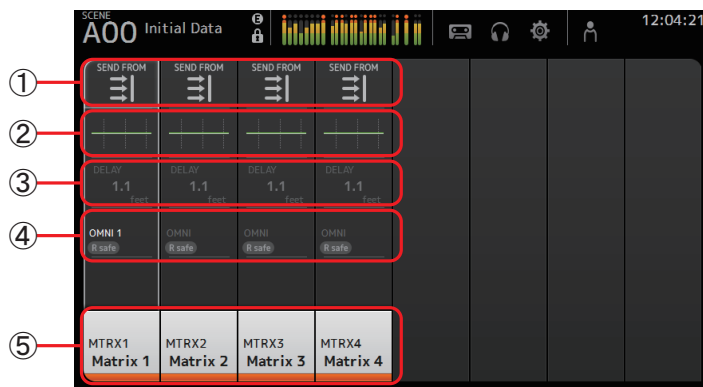 SCENE
A00 Initial Data
12:04:21
① SEND FROM SEND FROM SEND FROM SEND FROM
②
③ DELAY DELAY DELAY DELAY
1.1 1.1 1.1 1.1
feet feet feet feet
④ OMNI 1 OMNI OMNI OMNI
R safe R safe R safe R safe
⑤ MTRX1 MTRX2 MTRX3 MTRX4
Matrix 1 Matrix 2 Matrix 3 Matrix 4